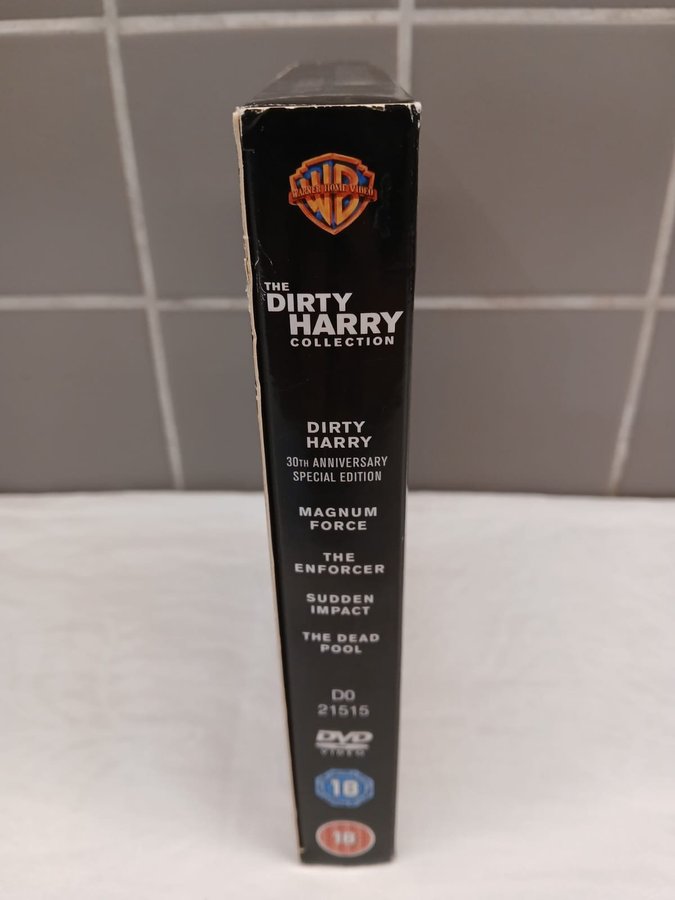 WARNER HOME VIDEO
THE
DIRTY
HARRY
COLLECTION
DIRTY
HARRY
30TH ANNIVERSARY
SPECIAL EDITION
MAGNUM
FORCE
THE
ENFORCER
SUDDEN
IMPACT
THE DEAD
POOL
D0
21515
DVD
VIDEO
18
18